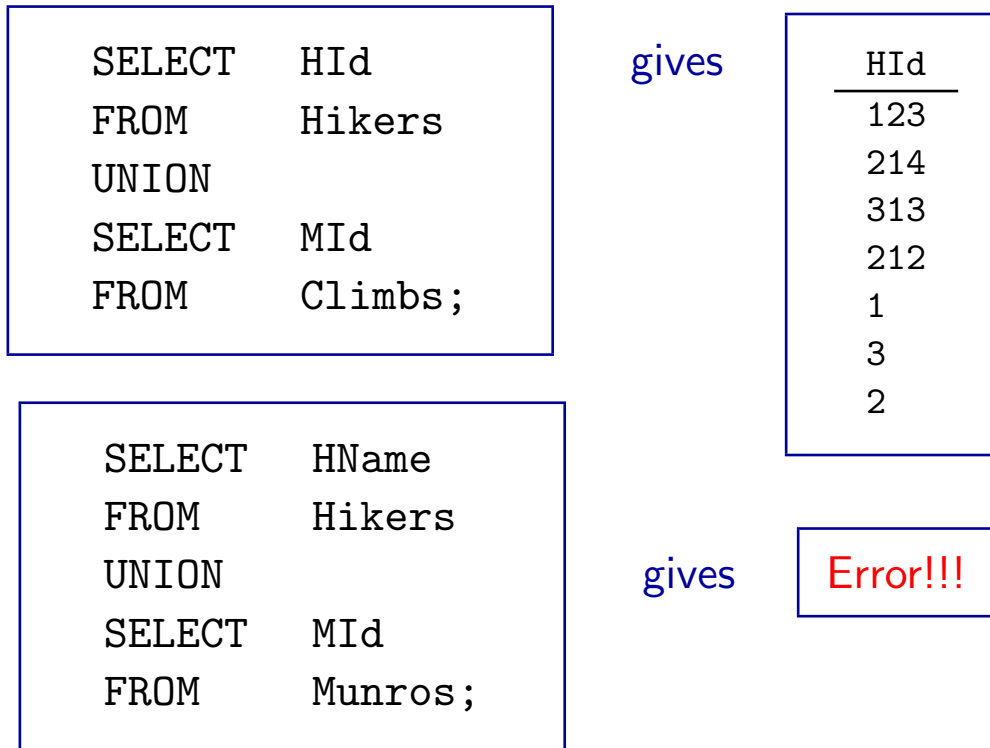 SELECT HId
FROM Hikers
UNION
SELECT MId
FROM Climbs;
gives
HId
123
214
313
212
1
3
2
SELECT HName
FROM Hikers
UNION
SELECT MId
FROM Munros;
gives
Error!!!